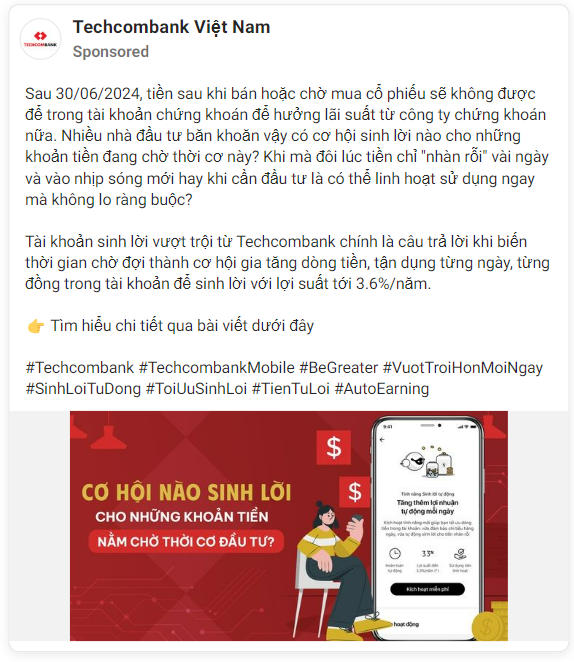 Techcombank Việt Nam
Sponsored
TECHCOMBANK
Sau 30/06/2024, tiền sau khi bán hoặc chờ mua cổ phiếu sẽ không được
để trong tài khoản chứng khoán để hưởng lãi suất từ công ty chứng khoán
nữa. Nhiều nhà đầu tư băn khoăn vậy có cơ hội sinh lời nào cho những
khoản tiền đang chờ thời cơ này? Khi mà đôi lúc tiền chỉ "nhàn rỗi" vài ngày
và vào nhịp sóng mới hay khi cần đầu tư là có thể linh hoạt sử dụng ngay
mà không lo ràng buộc?
Tài khoản sinh lời vượt trội từ Techcombank chính là câu trả lời khi biến
thời gian chờ đợi thành cơ hội gia tăng dòng tiền, tận dụng từng ngày, từng
đồng trong tài khoản để sinh lời với lợi suất tới 3.6%/năm.
👉 Tìm hiểu chi tiết qua bài viết dưới đây
#Techcombank #TechcombankMobile #BeGreater #VuotTroiHonMoiNgay
#SinhLoiTuDong #ToiUuSinhLoi #TienTuLoi #AutoEarning
CƠ HỘI NÀO SINH LỜI
CHO NHỮNG KHOẢN TIỀN
NẰM CHỜ THỜI CƠ ĐẦU TƯ?
$
$
9:41
Tính năng Sinh lời tự động
Tăng thêm lợi nhuận
tự động mỗi ngày
Kích hoạt miễn phí
hoạt động
$